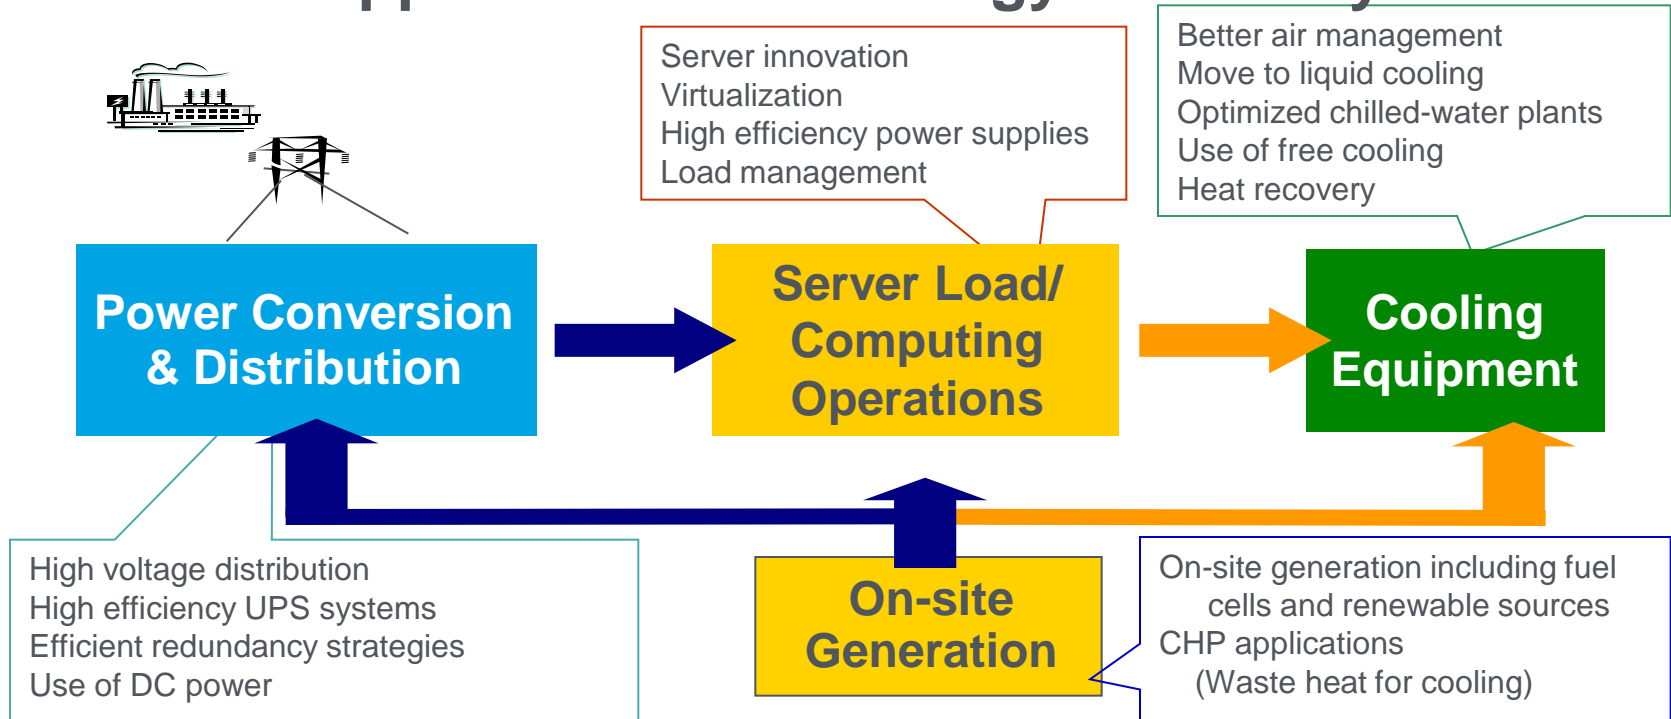 Server innovation
Virtualization
High efficiency power supplies
Load management
Better air management
Move to liquid cooling
Optimized chilled-water plants
Use of free cooling
Heat recovery
Power Conversion
& Distribution
Server Load/
Computing
Operations
Cooling
Equipment
High voltage distribution
High efficiency UPS systems
Efficient redundancy strategies
Use of DC power
On-site
Generation
On-site generation including fuel
cells and renewable sources
CHP applications
(Waste heat for cooling)